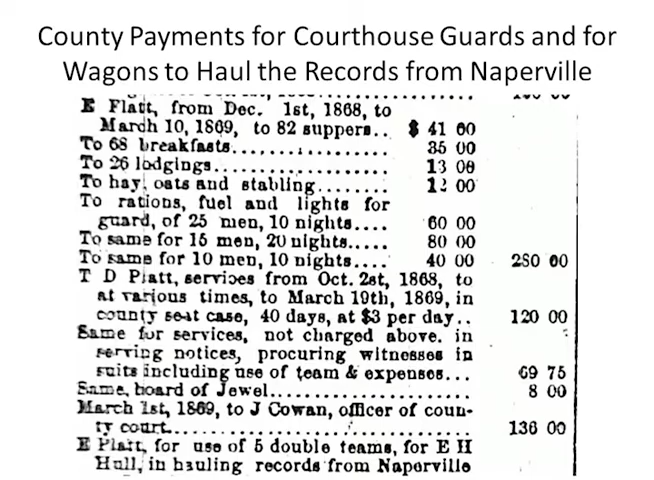 County Payments for Courthouse Guards and for
Wagons to Haul the Records from Naperville
E Flatt, from Dec. 1st, 1868, to
March 10, 1869, to 82 suppers.. $ 41 00
To 68 breakfasts.............. 35 00
To 26 lodgings................. 13 00
To hay, oats and stabling........ 12 00
To rations, fuel and lights for
guard, of 25 men, 10 nights.... 60 00
To same for 15 men, 20 nights..... 80 00
To same for 10 men, 10 nights.... 40 00 280 00
T D Platt, services from Oct. 2st, 1868, to
at various times, to March 19th, 1869, in
county seat case, 40 days, at $3 per day.. 120 00
Same for services, not charged above. in
serving notices, procuring witnesses in
suits including use of team & expenses... 69 75
Same, board of Jewel.................... 8 00
March 1st, 1869, to J Cowan, officer of coun-
ty court............................. 136 00
E Platt, for use of 5 double teams, for E H
Hull, in hauling records from Naperville